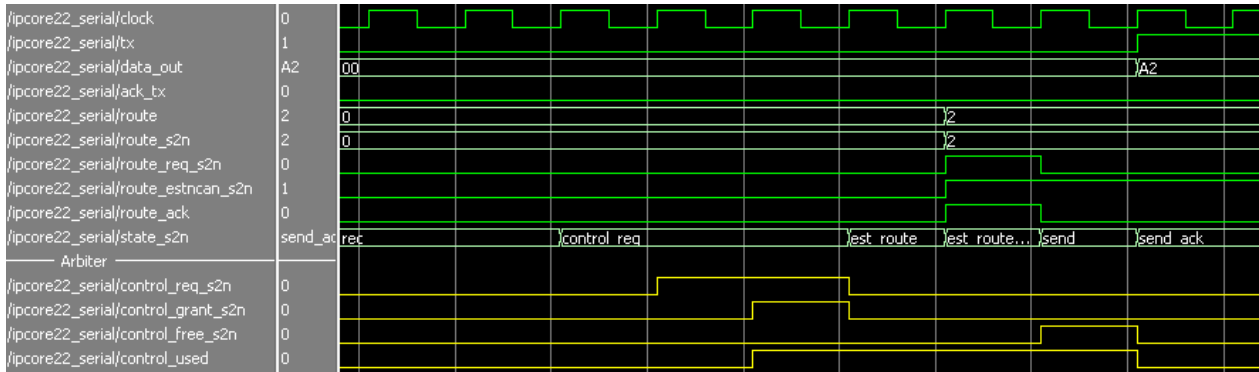 /ipcore22_serial/clock 0
/ipcore22_serial/tx 1
/ipcore22_serial/data_out A2 00 A2
/ipcore22_serial/ack_tx 0
/ipcore22_serial/route 2 0 2
/ipcore22_serial/route_s2n 2 0 2
/ipcore22_serial/route_req_s2n 0
/ipcore22_serial/route_estncan_s2n 1
/ipcore22_serial/route_ack 0
/ipcore22_serial/state_s2n send_ac rec control_req est_route est_route... send send_ack
Arbiter
/ipcore22_serial/control_req_s2n 0
/ipcore22_serial/control_grant_s2n 0
/ipcore22_serial/control_free_s2n 0
/ipcore22_serial/control_used 0